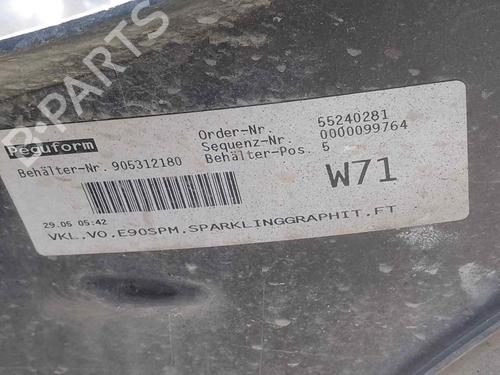 B-PARTS
Peguform
Order-Nr. 55240281
Sequenz-Nr. 0000099764
Behälter-Nr. 905312180 Behälter-Pos. 5
W71
29.05 05:42
VKL.VO.E90SPM.SPARKLINGGRAPHIT.FT